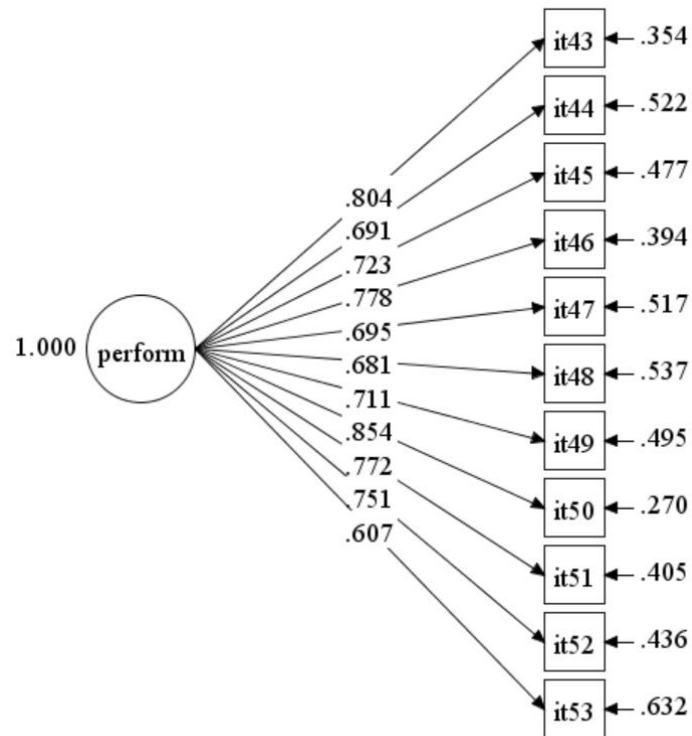 it43 .354
it44 .522
it45 .477
.804
.691
it46 .394
.723
.778
it47 .517
.695
1.000 perform
.681
it48 .537
.711
.854
it49 .495
.772
.751
it50 .270
.607
it51 .405
it52 .436
it53 .632